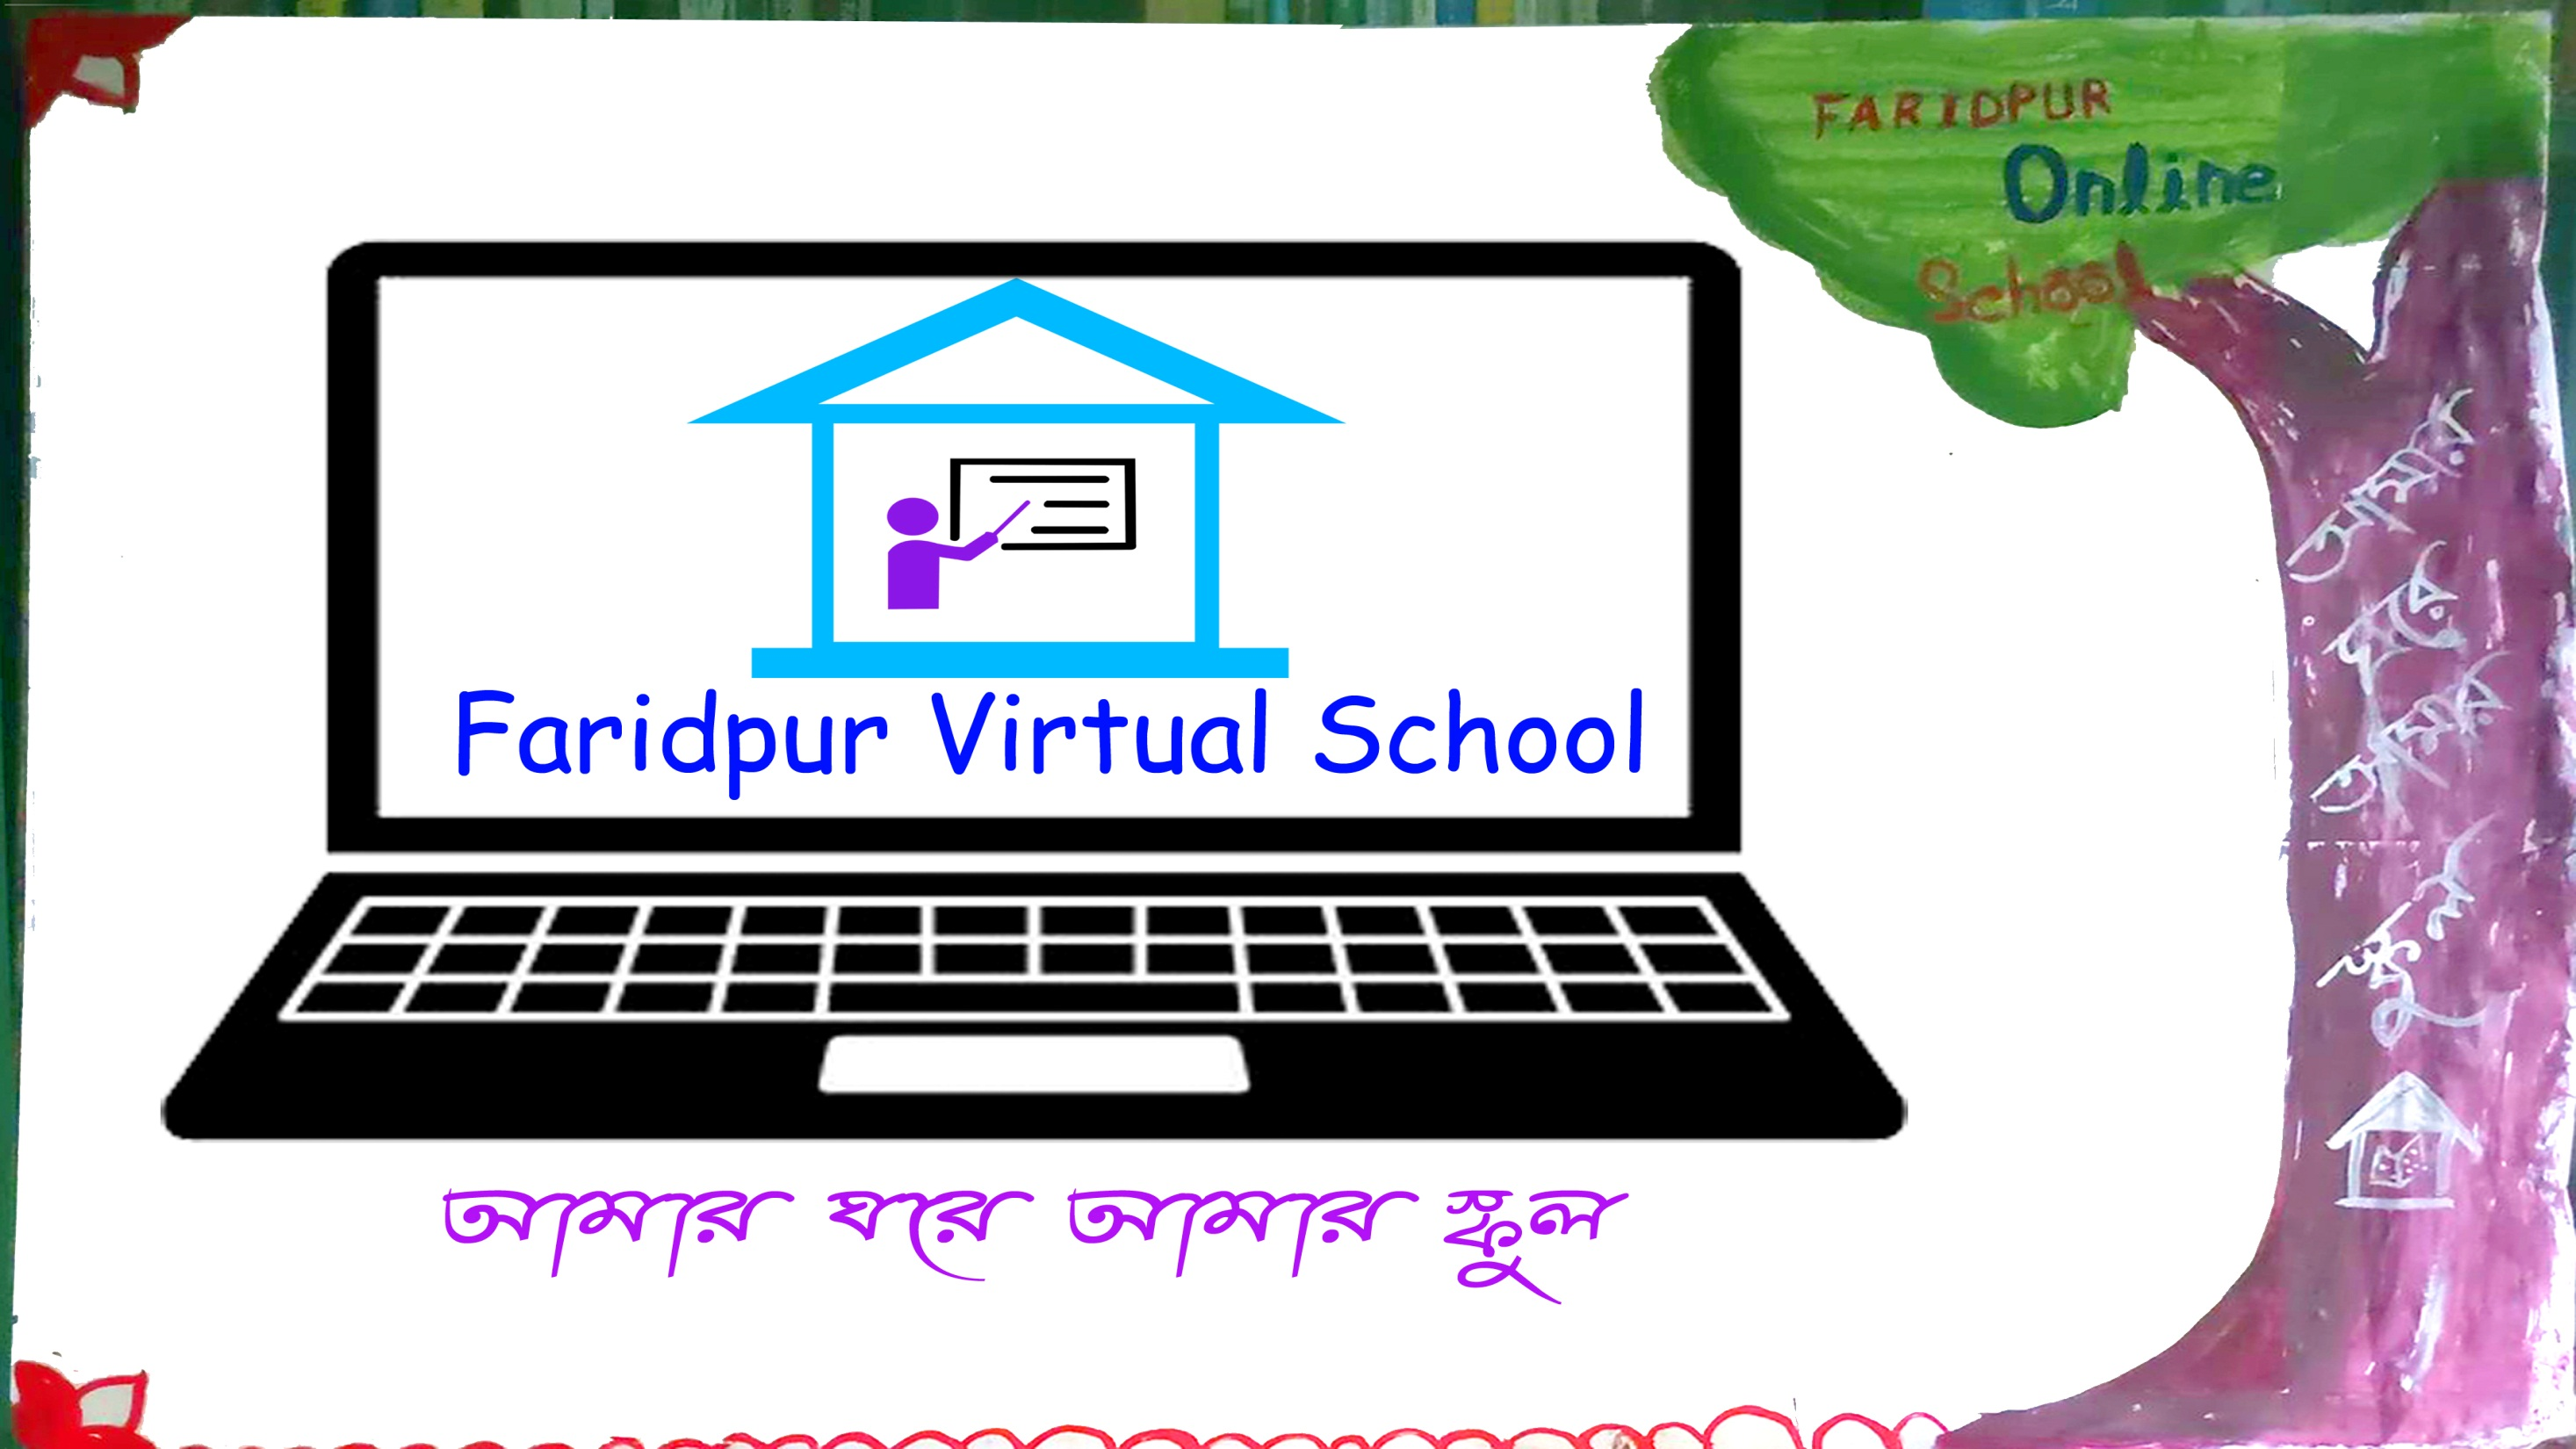 FARIDPUR
Online
School
Faridpur Virtual School
আমার ঘরে আমার স্কুল
আমার
ঘরে
আমার
স্কুল